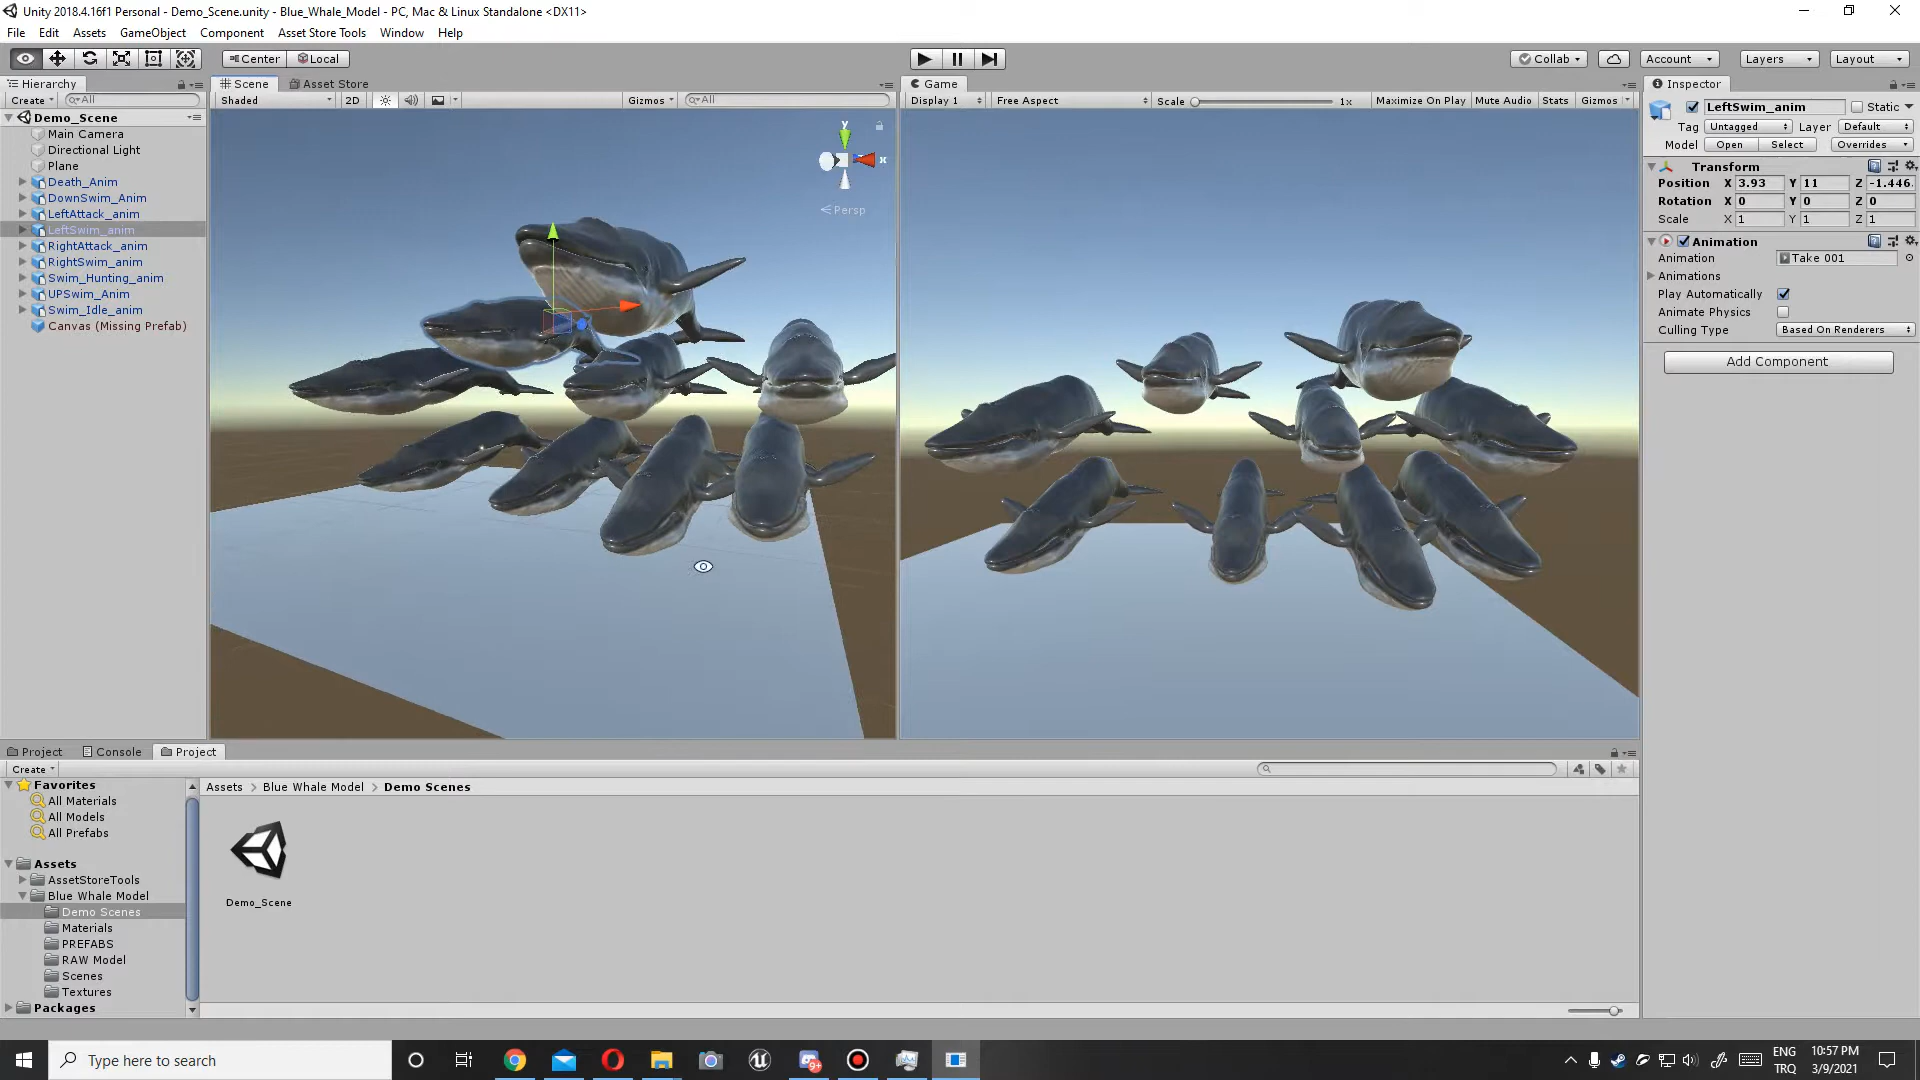 Unity 2018.4.16f1 Personal - Demo_Scene.unity - Blue_Whale_Model - PC, Mac & Linux Standalone <DX11>
File Edit Assets GameObject Component Asset Store Tools Window Help
Center Local Collab Account Layers Layout
Hierarchy
Create All
Demo_Scene
Main Camera
Directional Light
Plane
Death_Anim
DownSwim_Anim
LeftAttack_anim
LeftSwim_anim
RightAttack_anim
RightSwim_anim
Swim_Hunting_anim
UPSwim_Anim
Swim_Idle_anim
Canvas (Missing Prefab)
Scene Asset Store
Shaded 2D Gizmos All
y
x
Persp
Game
Display 1 Free Aspect Scale 1x Maximize On Play Mute Audio Stats Gizmos
Inspector
LeftSwim_anim Static
Tag Untagged Layer Default
Model Open Select Overrides
Transform
Position X 3.93 Y 11 Z -1.446
Rotation X 0 Y 0 Z 0
Scale X 1 Y 1 Z 1
Animation
Animation Take 001
Animations
Play Automatically
Animate Physics
Culling Type Based On Renderers
Add Component
Project Console Project
Create
Favorites
All Materials
All Models
All Prefabs
Assets
AssetStoreTools
Blue Whale Model
Demo Scenes
Materials
PREFABS
RAW Model
Scenes
Textures
Packages
Assets > Blue Whale Model > Demo Scenes
Demo_Scene
Type here to search
9+
ENG
TRQ
10:57 PM
3/9/2021